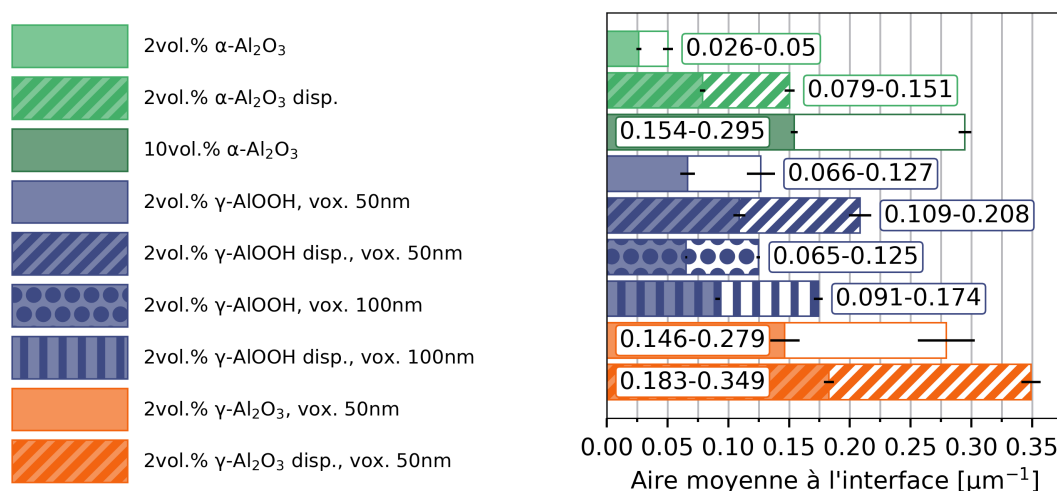 2vol.% α-Al₂O₃
2vol.% α-Al₂O₃ disp.
10vol.% α-Al₂O₃
2vol.% γ-AlOOH, vox. 50nm
2vol.% γ-AlOOH disp., vox. 50nm
2vol.% γ-AlOOH, vox. 100nm
2vol.% γ-AlOOH disp., vox. 100nm
2vol.% γ-Al₂O₃, vox. 50nm
2vol.% γ-Al₂O₃ disp., vox. 50nm
0.026-0.05
0.079-0.151
0.154-0.295
0.066-0.127
0.109-0.208
0.065-0.125
0.091-0.174
0.146-0.279
0.183-0.349
0.00 0.05 0.10 0.15 0.20 0.25 0.30 0.35
Aire moyenne à l'interface [μm⁻¹]